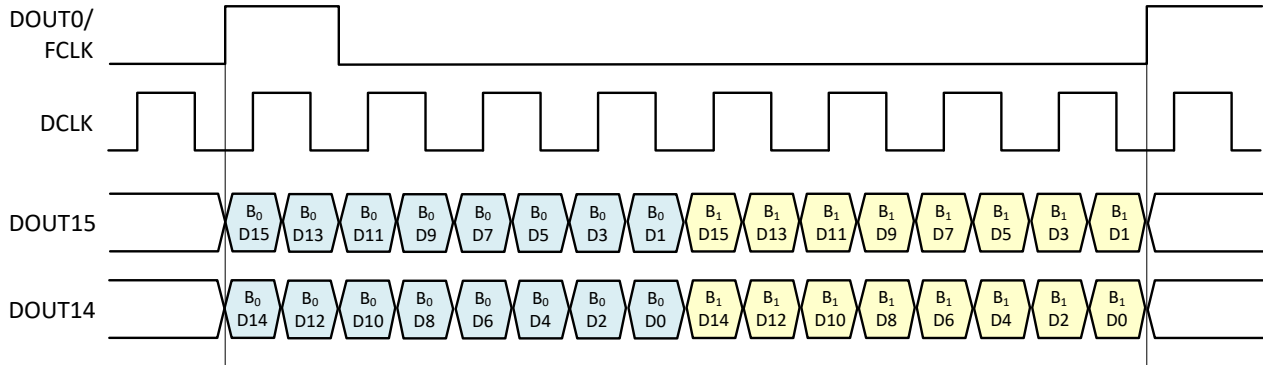 DOUT0/
FCLK
DCLK
DOUT15
B₀ B₀ B₀ B₀ B₀ B₀ B₀ B₀ B₁ B₁ B₁ B₁ B₁ B₁ B₁ B₁
D15 D13 D11 D9 D7 D5 D3 D1 D15 D13 D11 D9 D7 D5 D3 D1
DOUT14
B₀ B₀ B₀ B₀ B₀ B₀ B₀ B₀ B₁ B₁ B₁ B₁ B₁ B₁ B₁ B₁
D14 D12 D10 D8 D6 D4 D2 D0 D14 D12 D10 D8 D6 D4 D2 D0